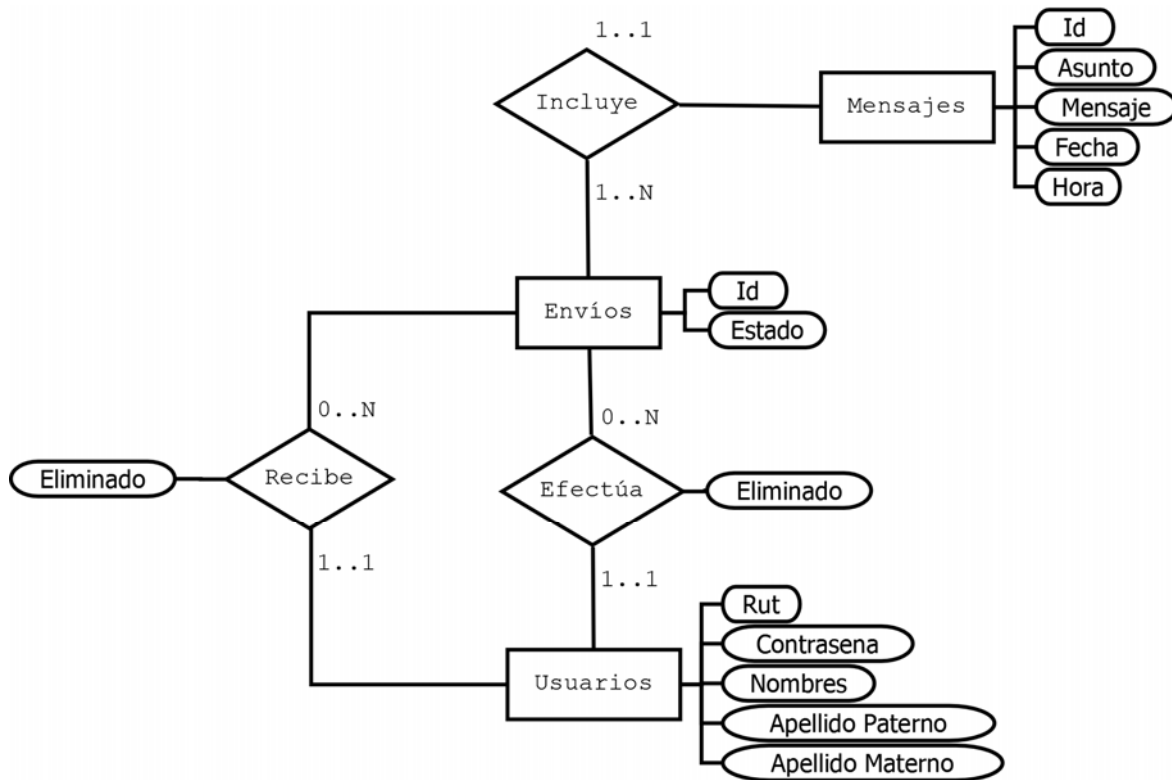 1..1
Incluye
Mensajes
Id
Asunto
Mensaje
Fecha
Hora
1..N
Envíos
Id
Estado
0..N
0..N
Eliminado
Recibe
Efectúa
Eliminado
1..1
1..1
Usuarios
Rut
Contrasena
Nombres
Apellido Paterno
Apellido Materno